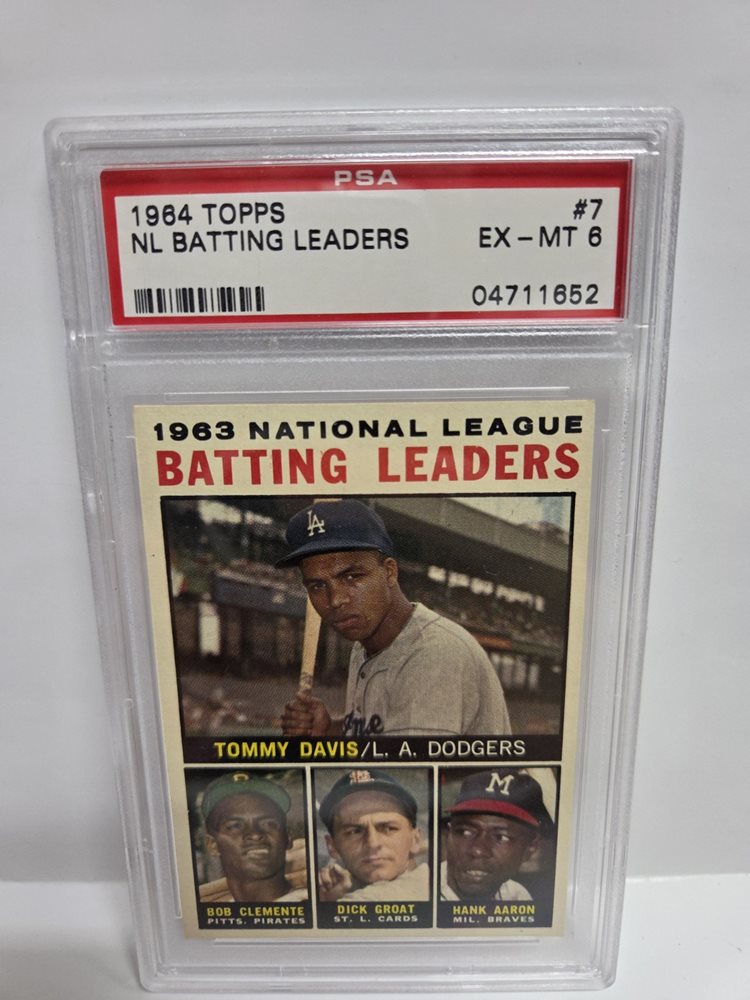 PSA
1964 TOPPS #7
NL BATTING LEADERS EX - MT 6
04711652
1963 NATIONAL LEAGUE
BATTING LEADERS
LA
TOMMY DAVIS/L. A. DODGERS
M
BOB CLEMENTE DICK GROAT HANK AARON
PITTS. PIRATES ST. L. CARDS MIL. BRAVES